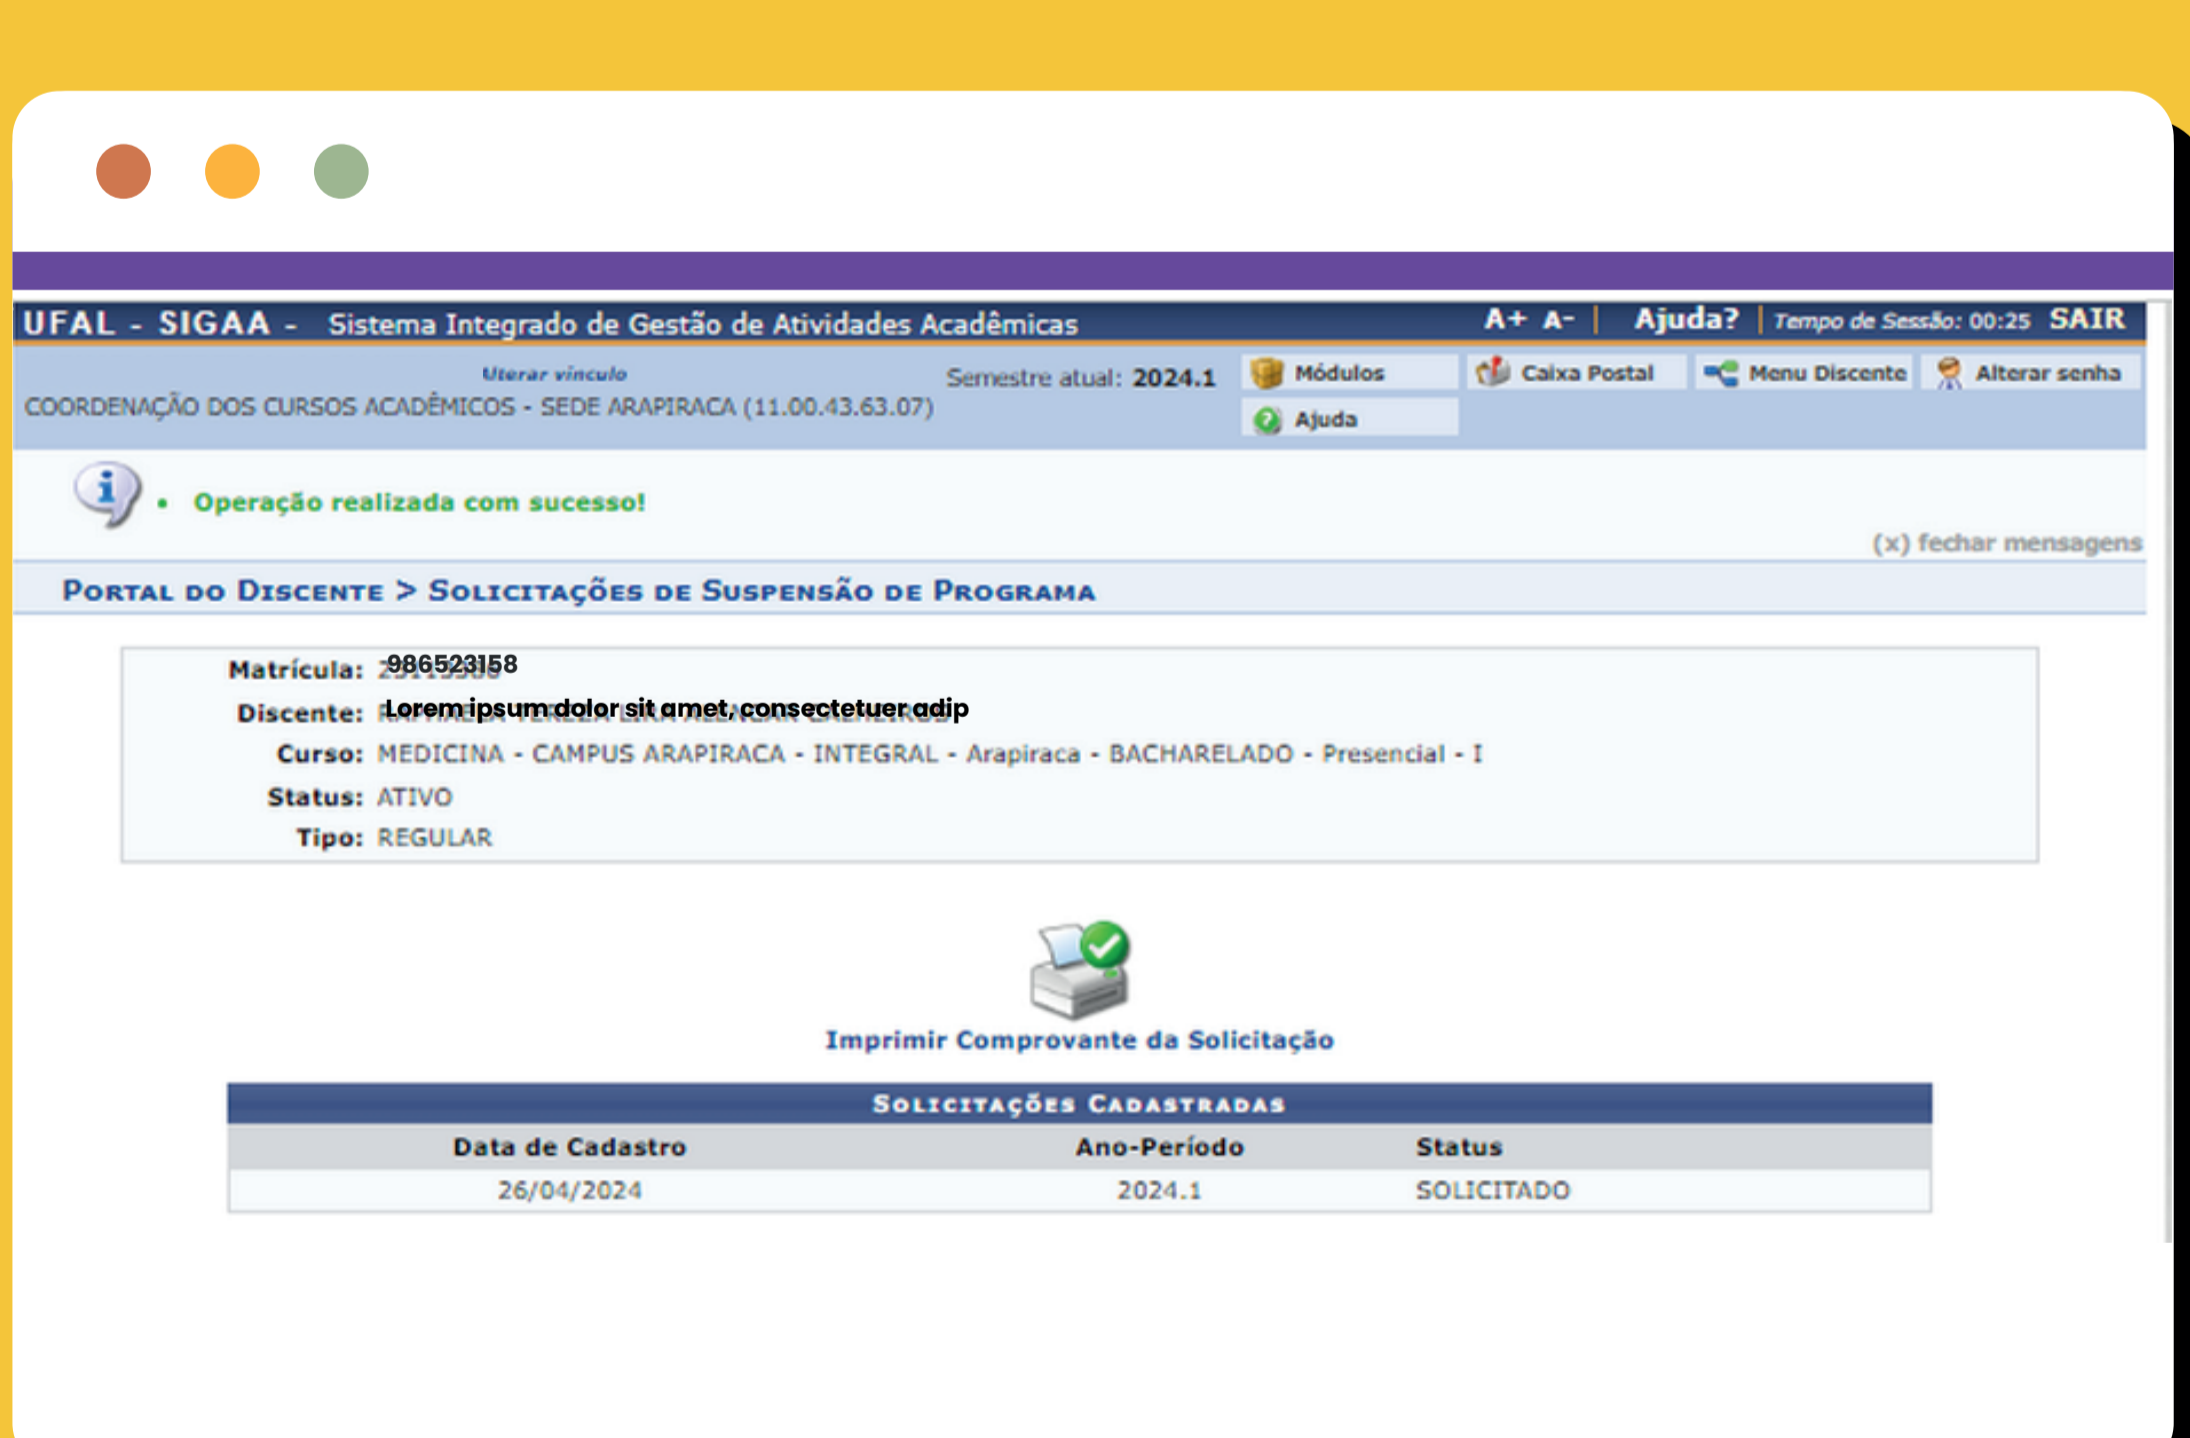 UFAL - SIGAA - Sistema Integrado de Gestão de Atividades Acadêmicas A+ A- | Ajuda? | Tempo de Sessão: 00:25 SAIR
vínculo Semestre atual: 2024.1 Módulos Caixa Postal Menu Discente Alterar senha
COORDENAÇÃO DOS CURSOS ACADÊMICOS - SEDE ARAPIRACA (11.00.43.63.07)
Ajuda
• Operação realizada com sucesso!
(x) fechar mensagens
PORTAL DO DISCENTE > SOLICITAÇÕES DE SUSPENSÃO DE PROGRAMA
Matrícula: 986523158
Discente: Lorem ipsum dolor sit amet, consectetuer adip
Curso: MEDICINA - CAMPUS ARAPIRACA - INTEGRAL - Arapiraca - BACHARELADO - Presencial - I
Status: ATIVO
Tipo: REGULAR
Imprimir Comprovante da Solicitação
SOLICITAÇÕES CADASTRADAS
Data de Cadastro Ano-Período Status
26/04/2024 2024.1 SOLICITADO